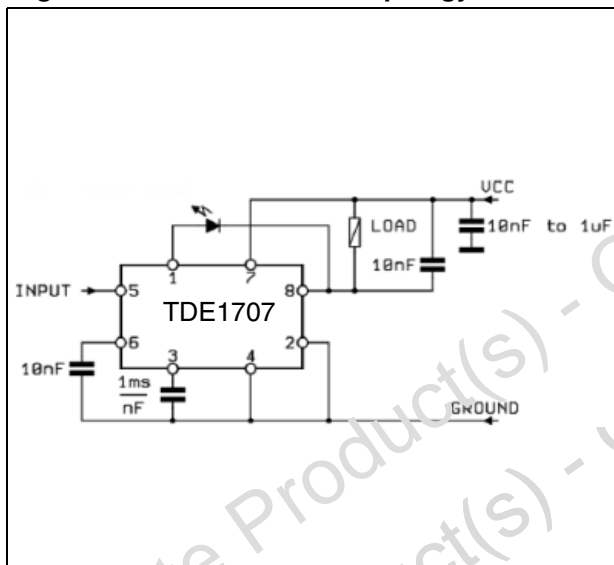 VCC
LOAD
10nF to 1uF
10nF
1
7
INPUT
5
8
TDE1707
6
2
10nF
3
4
1ms
nF
GROUND
Product(s) -